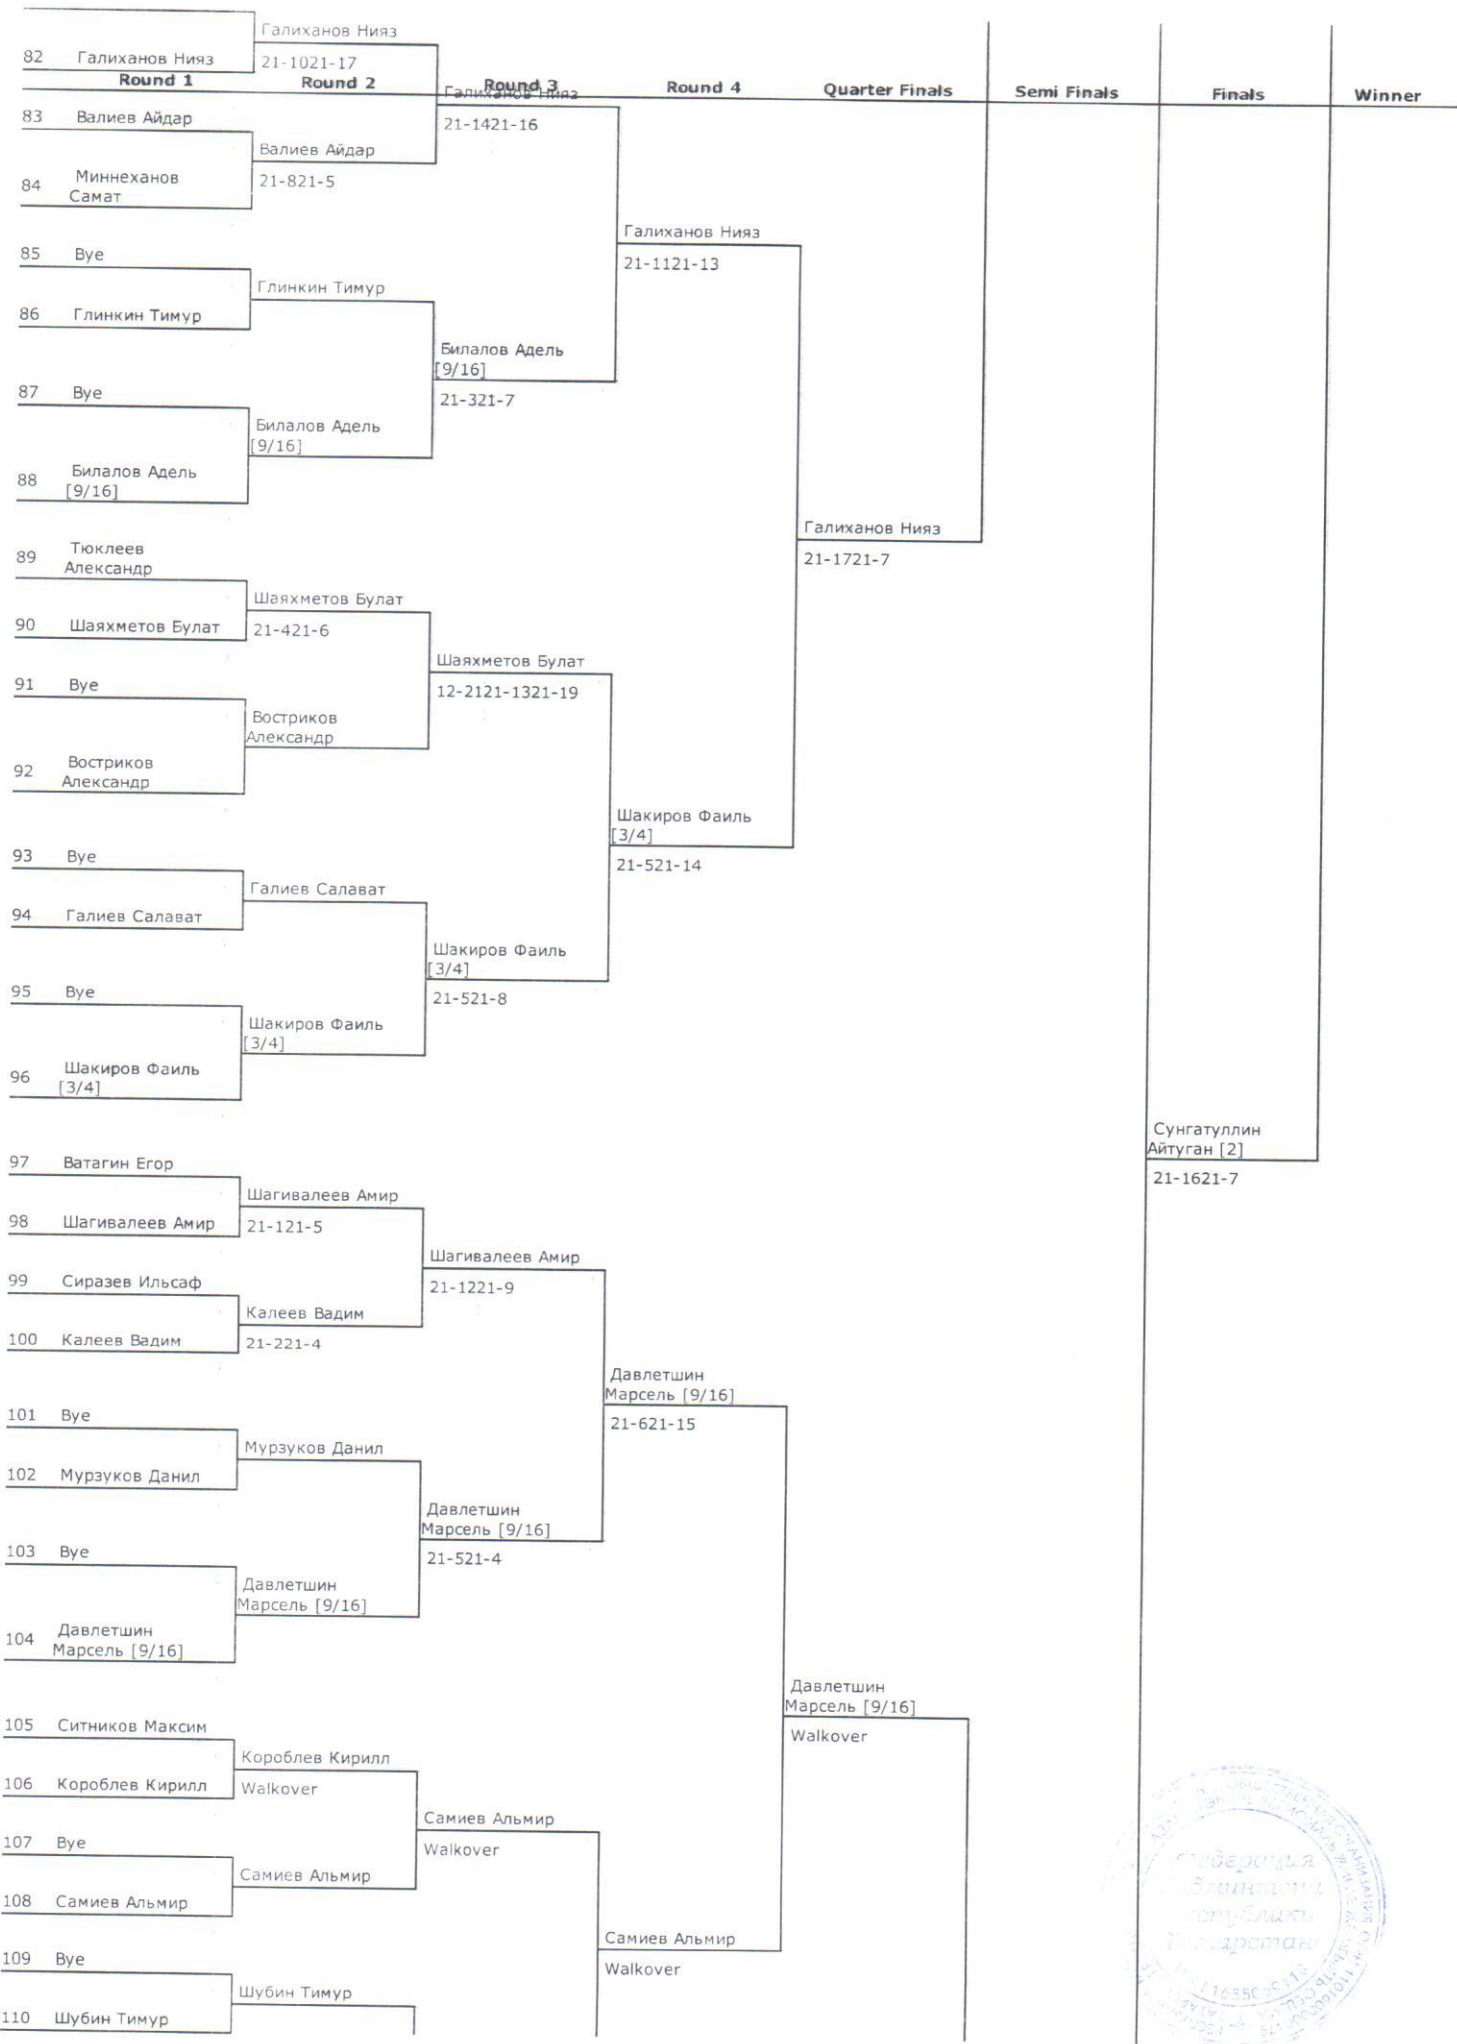 Галиханов Нияз
82 Галиханов Нияз 21-1021-17
Round 1 Round 2 Round 3 Round 4 Quarter Finals Semi Finals Finals Winner
Галиханов Нияз
83 Валиев Айдар 21-1421-16
Валиев Айдар
84 Миннеханов 21-821-5
Самат
Галиханов Нияз
85 Bye 21-1121-13
Глинкин Тимур
86 Глинкин Тимур
Билалов Адель
[9/16]
87 Bye 21-321-7
Билалов Адель
[9/16]
88 Билалов Адель
[9/16]
Галиханов Нияз
21-1721-7
89 Тюклеев
Александр
Шаяхметов Булат
90 Шаяхметов Булат 21-421-6
Шаяхметов Булат
91 Bye 12-2121-1321-19
Востриков
Александр
92 Востриков
Александр
Шакиров Фаиль
[3/4]
93 Bye 21-521-14
Галиев Салават
94 Галиев Салават
Шакиров Фаиль
[3/4]
95 Bye 21-521-8
Шакиров Фаиль
[3/4]
96 Шакиров Фаиль
[3/4]
Сунгатуллин
Айтуган [2]
21-1621-7
97 Ватагин Егор
Шагивалеев Амир
98 Шагивалеев Амир 21-121-5
Шагивалеев Амир
99 Сиразев Ильсаф 21-1221-9
Калеев Вадим
100 Калеев Вадим 21-221-4
Давлетшин
Марсель [9/16]
101 Bye 21-621-15
Мурзуков Данил
102 Мурзуков Данил
Давлетшин
Марсель [9/16]
103 Bye 21-521-4
Давлетшин
Марсель [9/16]
104 Давлетшин
Марсель [9/16]
Давлетшин
Марсель [9/16]
Walkover
105 Ситников Максим
Короблев Кирилл
106 Короблев Кирилл Walkover
Самиев Альмир
107 Bye Walkover
Самиев Альмир
108 Самиев Альмир
Самиев Альмир
109 Bye Walkover
Шубин Тимур
110 Шубин Тимур
Федерация
бадминтона